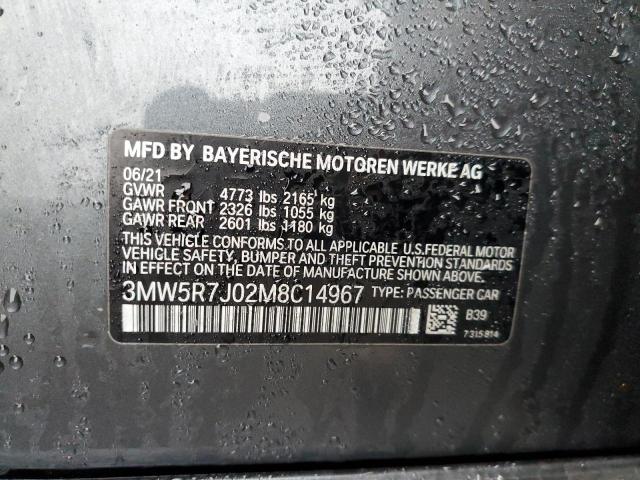 MFD BY BAYERISCHE MOTOREN WERKE AG
06/21
GVWR 4773 lbs 2165 kg
GAWR FRONT 2326 lbs 1055 kg
GAWR REAR 2601 lbs 1180 kg
THIS VEHICLE CONFORMS TO ALL APPLICABLE U.S.FEDERAL MOTOR
VEHICLE SAFETY, BUMPER, AND THEFT PREVENTION STANDARDS
IN EFFECT ON THE DATE OF MANUFACTURE SHOWN ABOVE.
3MW5R7J02M8C14967 TYPE: PASSENGER CAR
B39
7315814